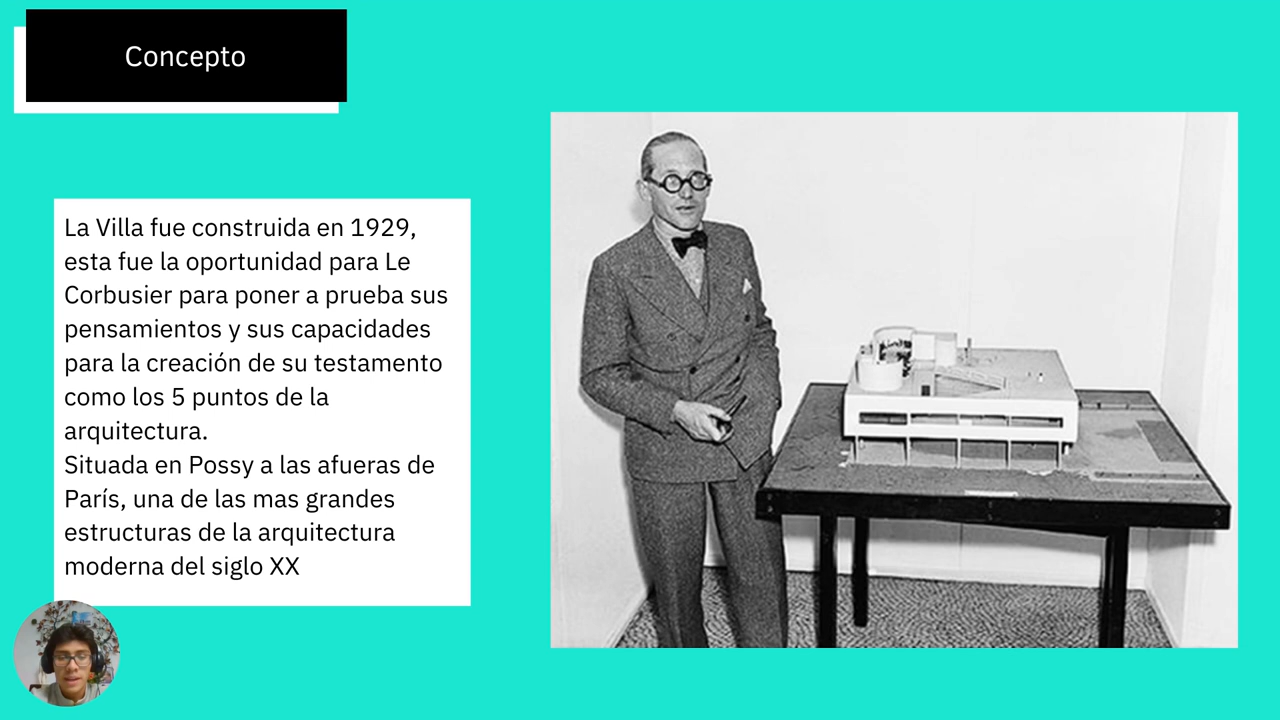 Concepto
La Villa fue construida en 1929,
esta fue la oportunidad para Le
Corbusier para poner a prueba sus
pensamientos y sus capacidades
para la creación de su testamento
como los 5 puntos de la
arquitectura.
Situada en Possy a las afueras de
París, una de las mas grandes
estructuras de la arquitectura
moderna del siglo XX